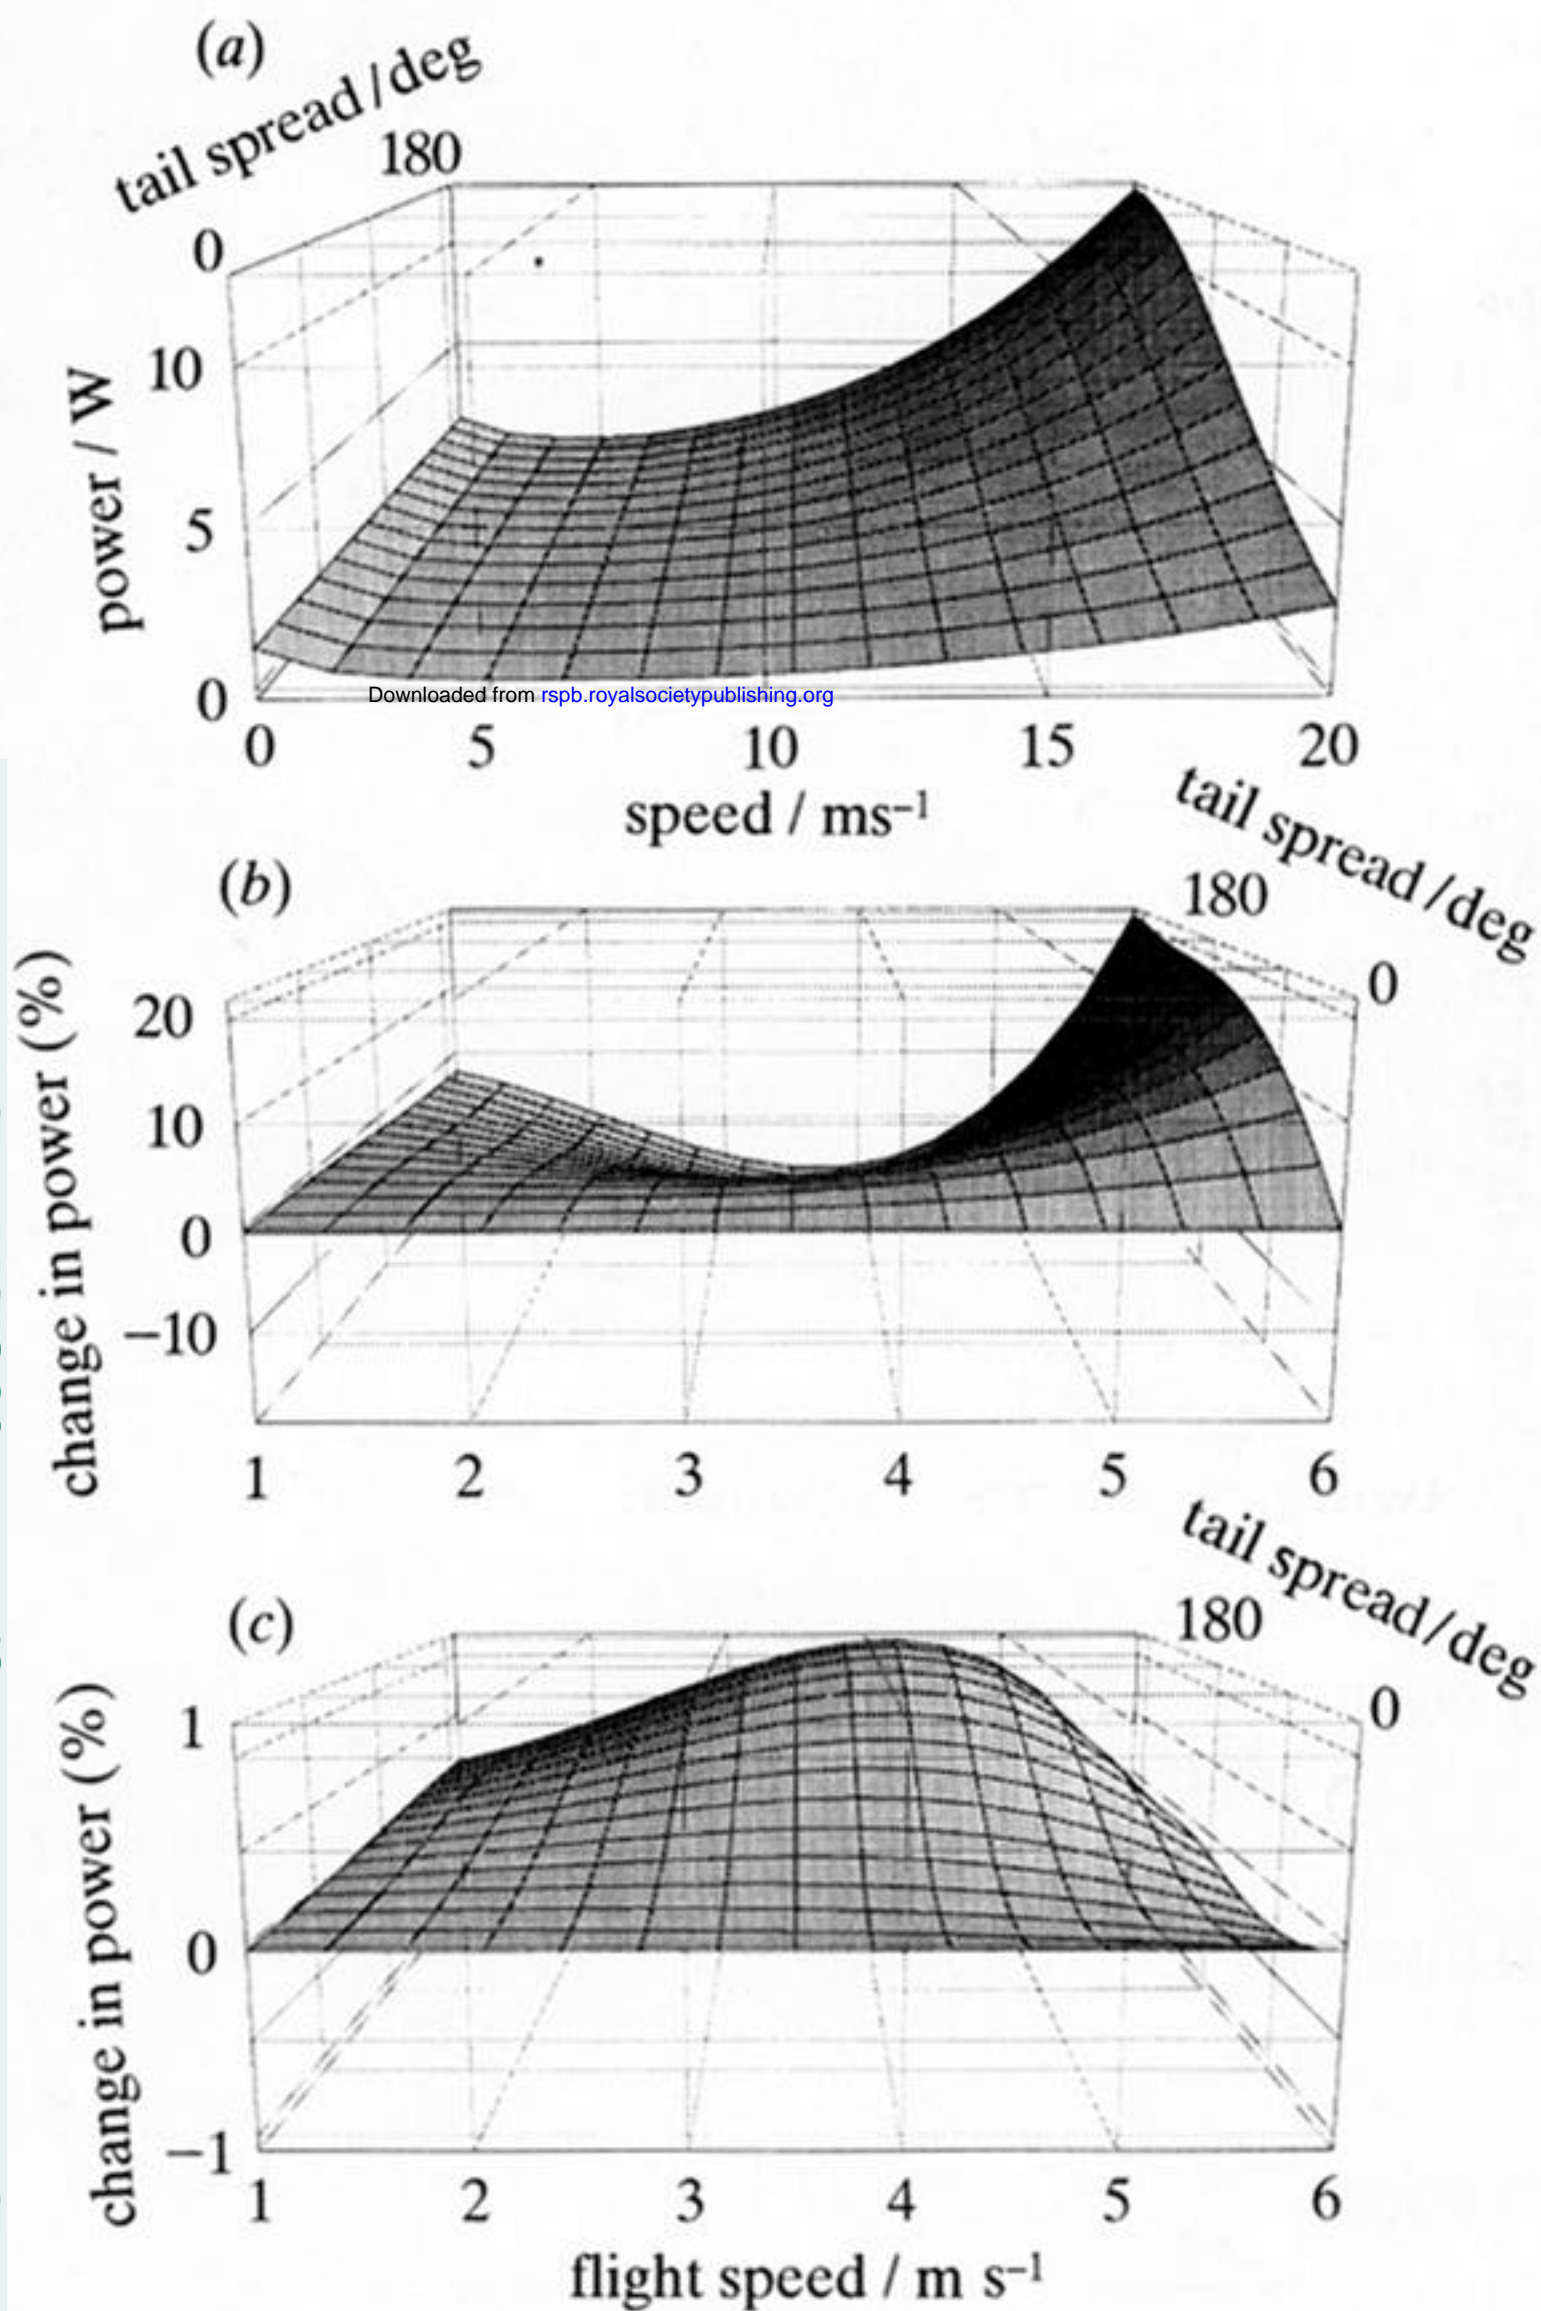 (a)
tail spread / deg
180
0
10
power / W
5
0
Downloaded from rspb.royalsocietypublishing.org
0 5 10 15 20
speed / ms⁻¹
tail spread / deg
(b)
180
0
20
10
change in power (%)
0
−10
1 2 3 4 5 6
tail spread / deg
(c)
180
0
1
change in power (%)
0
−1
1 2 3 4 5 6
flight speed / m s⁻¹